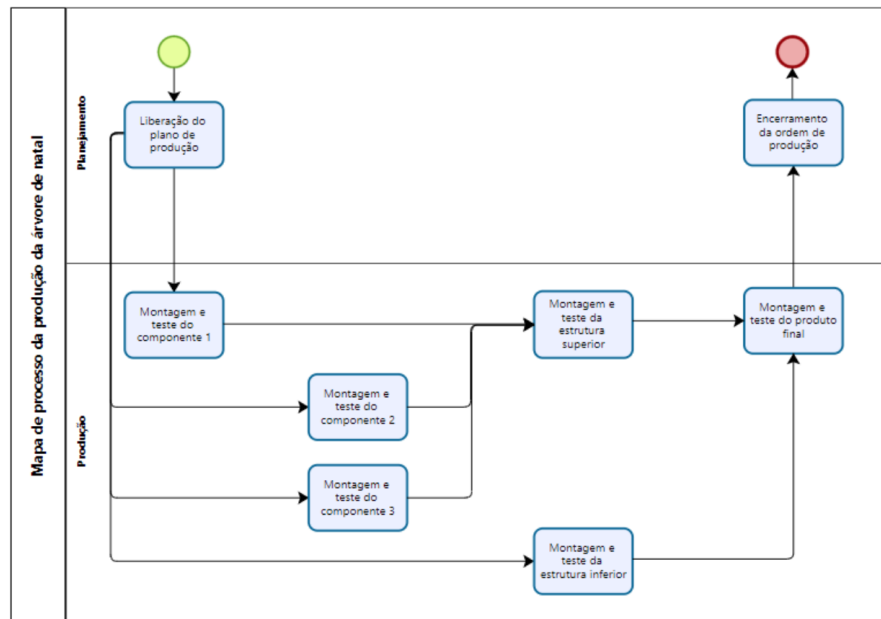 Mapa de processo da produção da árvore de natal
Planejamento
Liberação do
plano de
produção
Encerramento
da ordem de
produção
Produção
Montagem e
teste do
componente 1
Montagem e
teste da
estrutura
superior
Montagem e
teste do produto
final
Montagem e
teste do
componente 2
Montagem e
teste do
componente 3
Montagem e
teste da
estrutura inferior